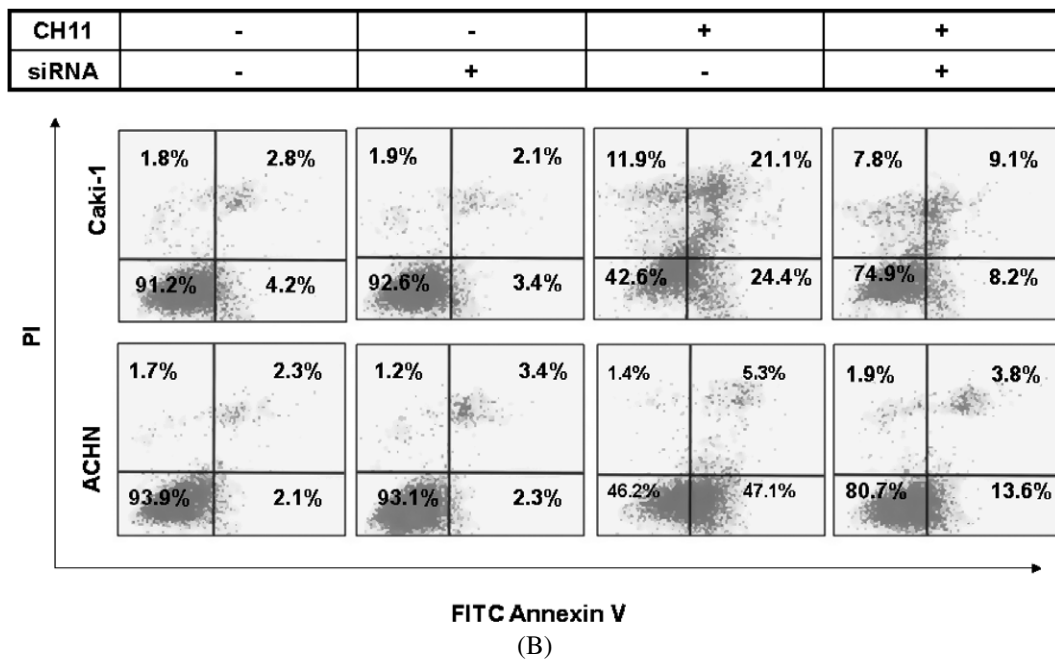 CH11 - - + +
siRNA - + - +
Caki-1
1.8% 2.8% 1.9% 2.1% 11.9% 21.1% 7.8% 9.1%
91.2% 4.2% 92.6% 3.4% 42.6% 24.4% 74.9% 8.2%
PI
ACHN
1.7% 2.3% 1.2% 3.4% 1.4% 5.3% 1.9% 3.8%
93.9% 2.1% 93.1% 2.3% 46.2% 47.1% 80.7% 13.6%
FITC Annexin V
(B)